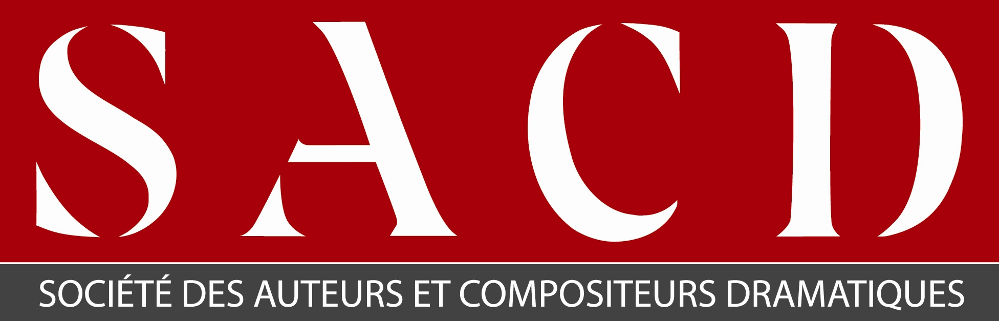 SACD
SOCIÉTÉ DES AUTEURS ET COMPOSITEURS DRAMATIQUES